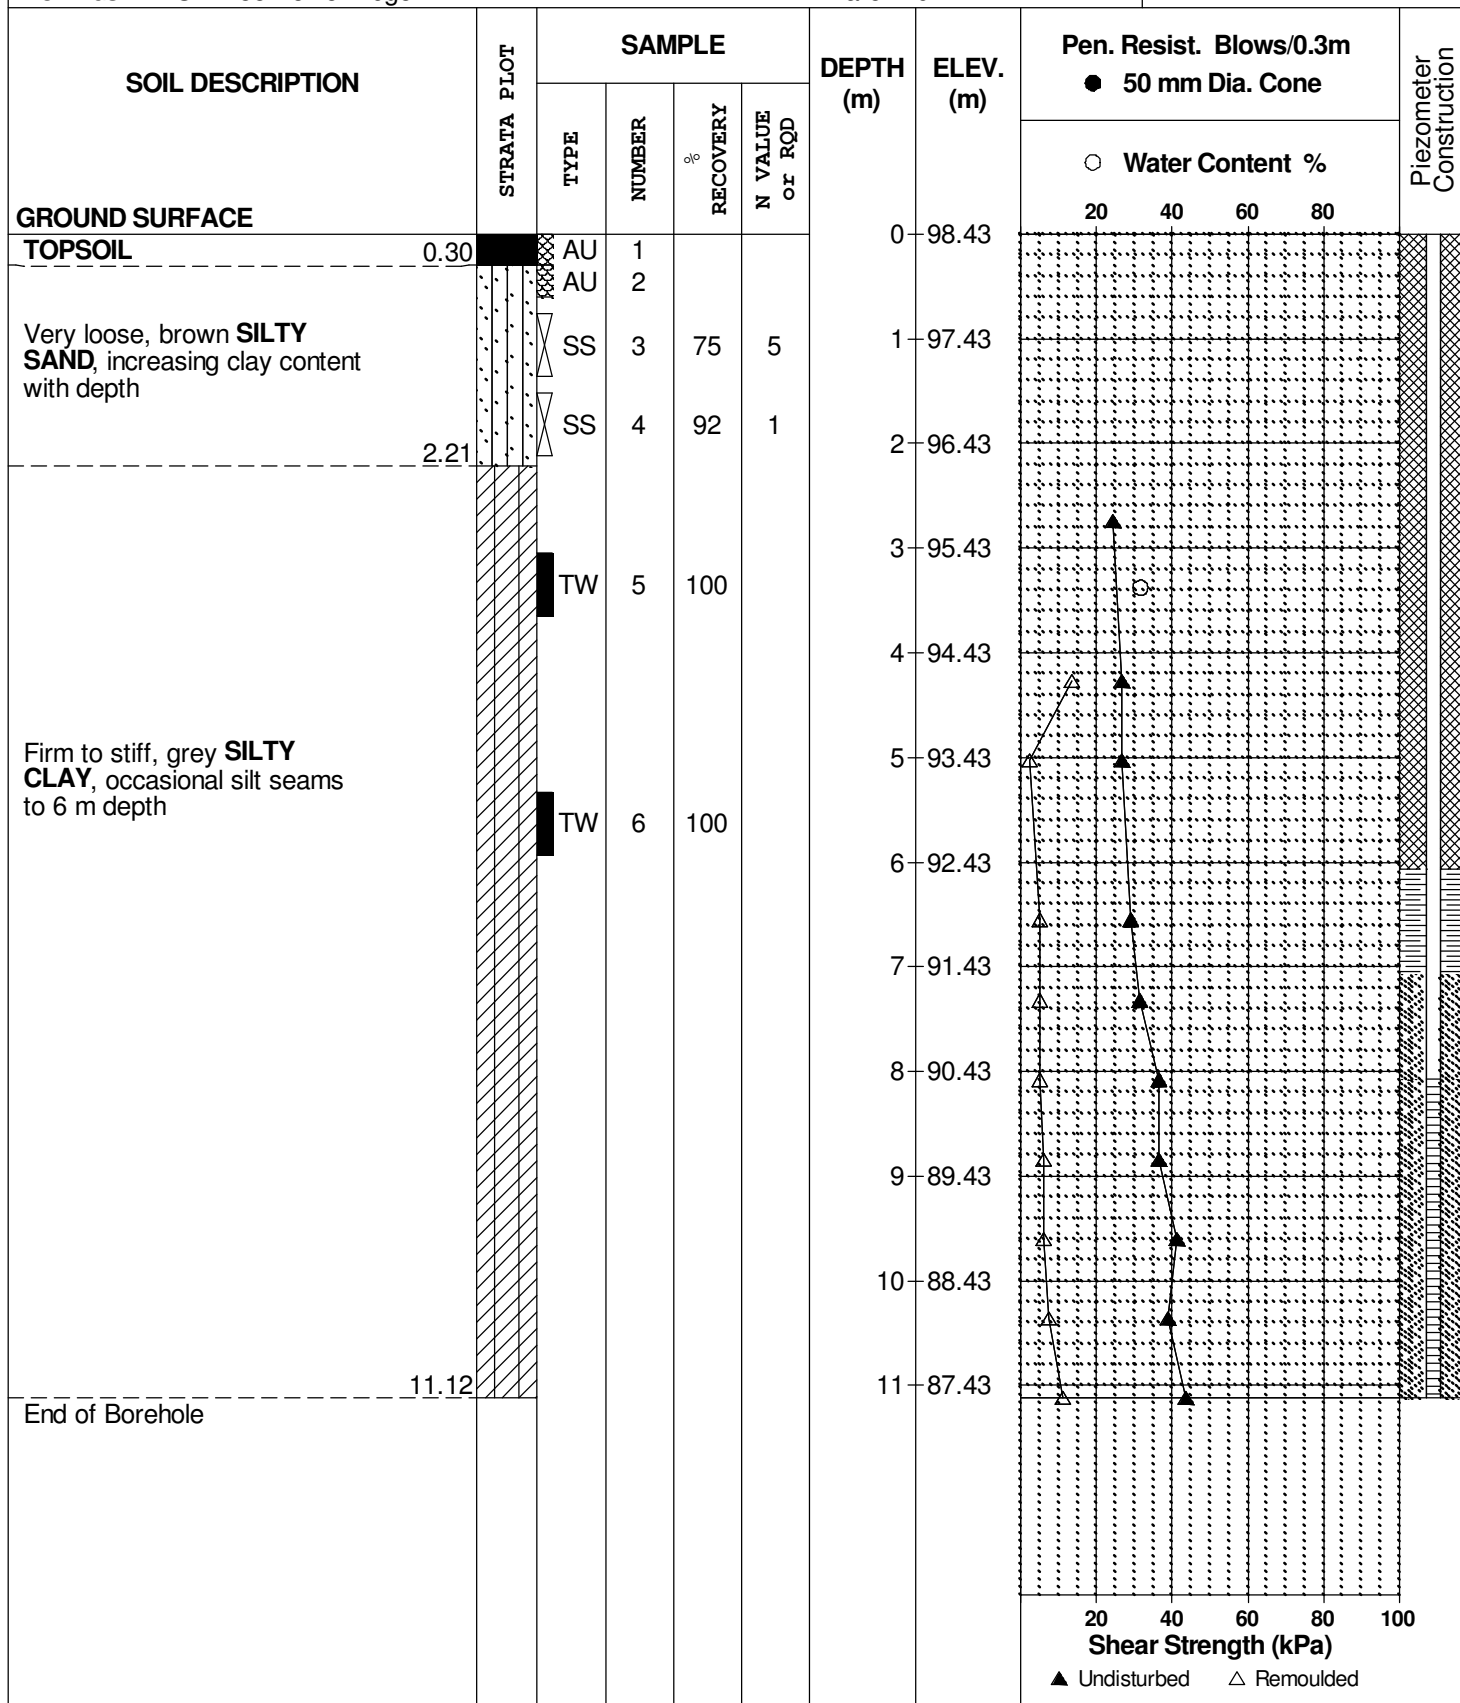 SOIL DESCRIPTION
STRATA PLOT
SAMPLE
TYPE
NUMBER
% RECOVERY
N VALUE or RQD
DEPTH (m)
ELEV. (m)
Pen. Resist. Blows/0.3m
● 50 mm Dia. Cone
○ Water Content %
20 40 60 80
Piezometer Construction
GROUND SURFACE
0 98.43
TOPSOIL 0.30
AU 1
AU 2
Very loose, brown SILTY
SAND, increasing clay content
with depth
SS 3 75 5
1 97.43
SS 4 92 1
2 96.43
2.21
3 95.43
TW 5 100
4 94.43
Firm to stiff, grey SILTY
CLAY, occasional silt seams
to 6 m depth
5 93.43
TW 6 100
6 92.43
7 91.43
8 90.43
9 89.43
10 88.43
11 87.43
11.12
End of Borehole
20 40 60 80 100
Shear Strength (kPa)
▲ Undisturbed △ Remoulded